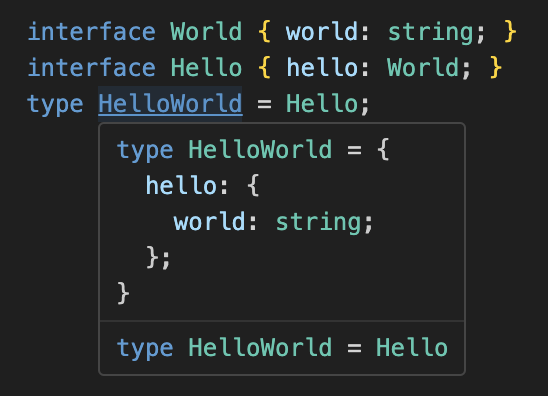 interface World { world: string; }
interface Hello { hello: World; }
type HelloWorld = Hello;
type HelloWorld = {
  hello: {
    world: string;
  };
}
type HelloWorld = Hello